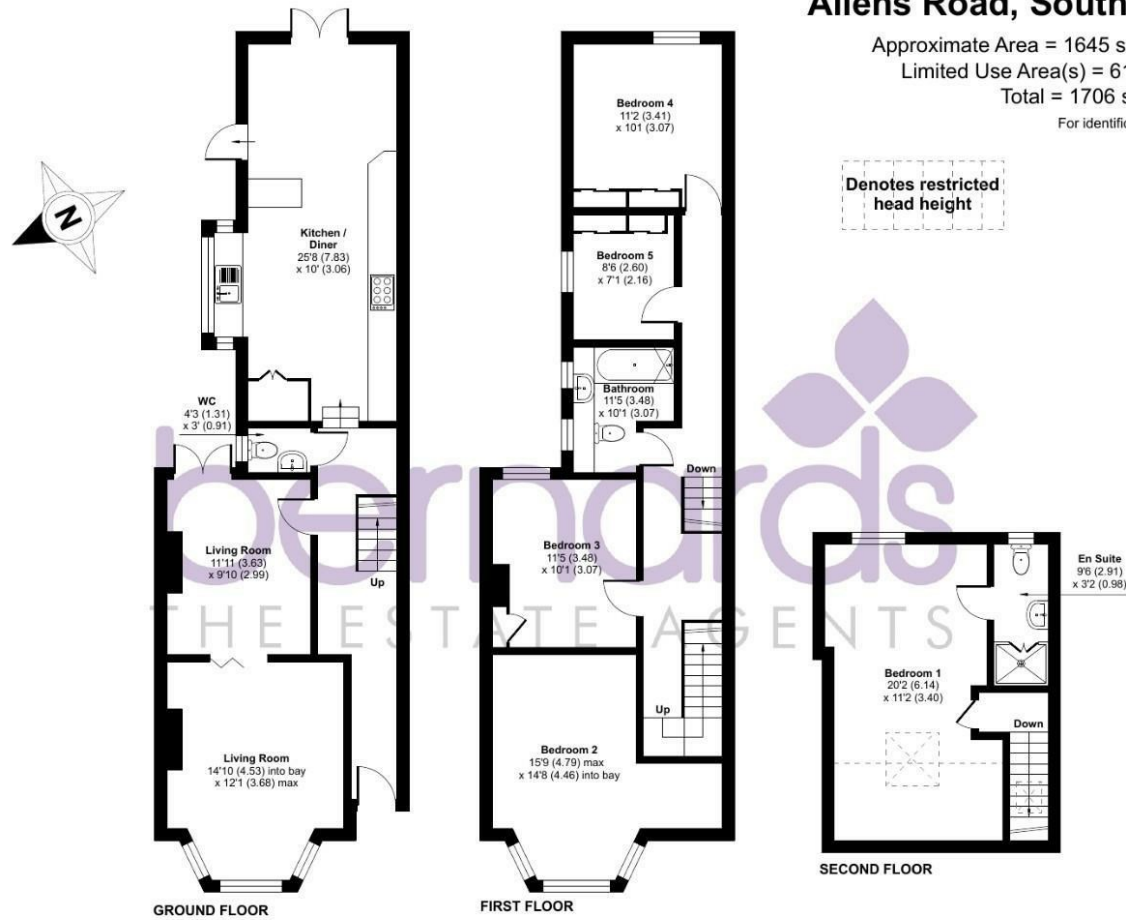 Allens Road, South
Approximate Area = 1645 s
Limited Use Area(s) = 61
Total = 1706 s
For identific
Denotes restricted
head height
N
Kitchen /
Diner
25'8 (7.83)
x 10' (3.06)
WC
4'3 (1.31)
x 3' (0.91)
Living Room
11'11 (3.63)
x 9'10 (2.99)
Up
Living Room
14'10 (4.53) into bay
x 12'1 (3.68) max
GROUND FLOOR
Bedroom 4
11'2 (3.41)
x 101 (3.07)
Bedroom 5
8'6 (2.60)
x 7'1 (2.16)
Bathroom
11'5 (3.48)
x 10'1 (3.07)
Down
Bedroom 3
11'5 (3.48)
x 10'1 (3.07)
Up
Bedroom 2
15'9 (4.79) max
x 14'8 (4.46) into bay
FIRST FLOOR
En Suite
9'6 (2.91)
x 3'2 (0.98)
Bedroom 1
20'2 (6.14)
x 11'2 (3.40)
Down
SECOND FLOOR
bernards
THE ESTATE AGENTS